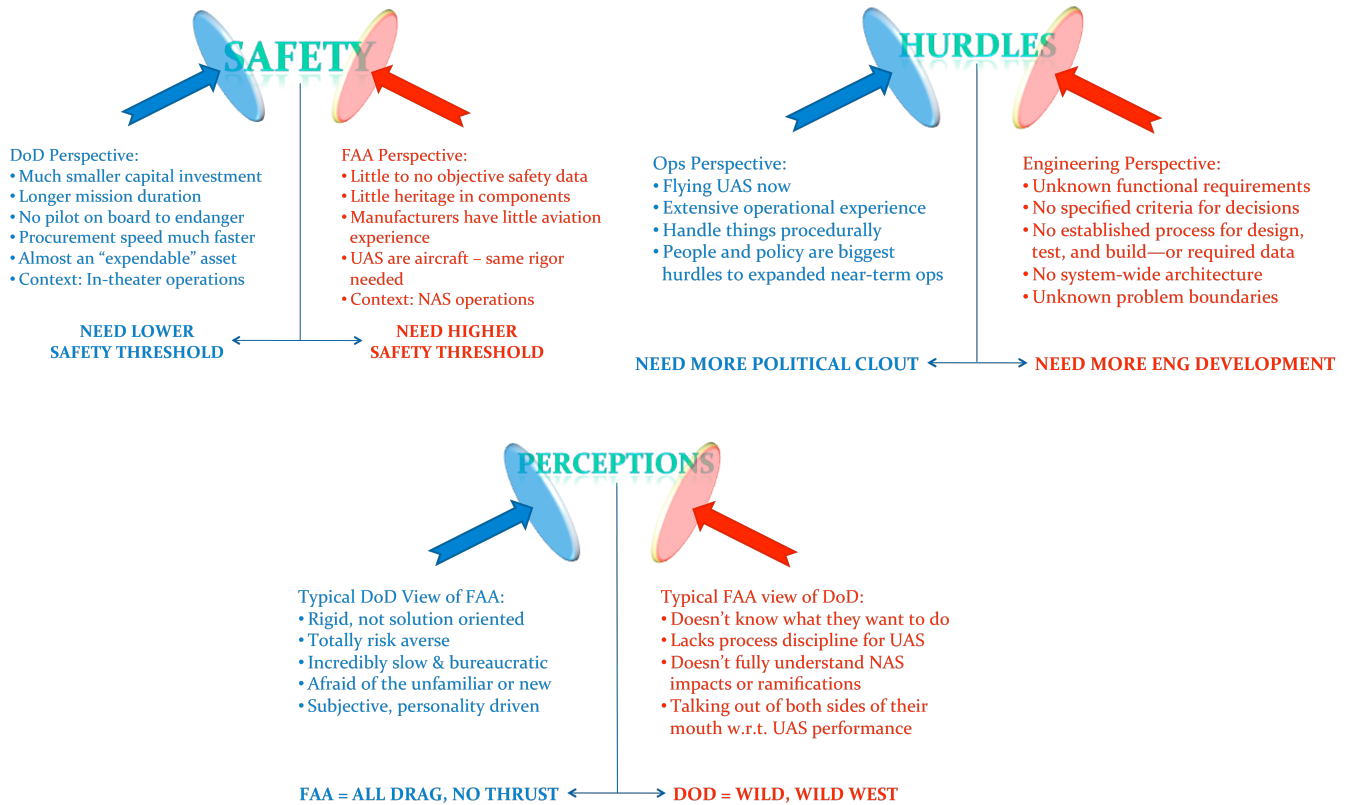 SAFETY
DoD Perspective:
• Much smaller capital investment
• Longer mission duration
• No pilot on board to endanger
• Procurement speed much faster
• Almost an “expendable” asset
• Context: In-theater operations
NEED LOWER
SAFETY THRESHOLD
FAA Perspective:
• Little to no objective safety data
• Little heritage in components
• Manufacturers have little aviation
experience
• UAS are aircraft – same rigor
needed
• Context: NAS operations
NEED HIGHER
SAFETY THRESHOLD
HURDLES
Ops Perspective:
• Flying UAS now
• Extensive operational experience
• Handle things procedurally
• People and policy are biggest
hurdles to expanded near-term ops
NEED MORE POLITICAL CLOUT
Engineering Perspective:
• Unknown functional requirements
• No specified criteria for decisions
• No established process for design,
test, and build—or required data
• No system-wide architecture
• Unknown problem boundaries
NEED MORE ENG DEVELOPMENT
PERCEPTIONS
Typical DoD View of FAA:
• Rigid, not solution oriented
• Totally risk averse
• Incredibly slow & bureaucratic
• Afraid of the unfamiliar or new
• Subjective, personality driven
FAA = ALL DRAG, NO THRUST
Typical FAA view of DoD:
• Doesn’t know what they want to do
• Lacks process discipline for UAS
• Doesn’t fully understand NAS
impacts or ramifications
• Talking out of both sides of their
mouth w.r.t. UAS performance
DOD = WILD, WILD WEST